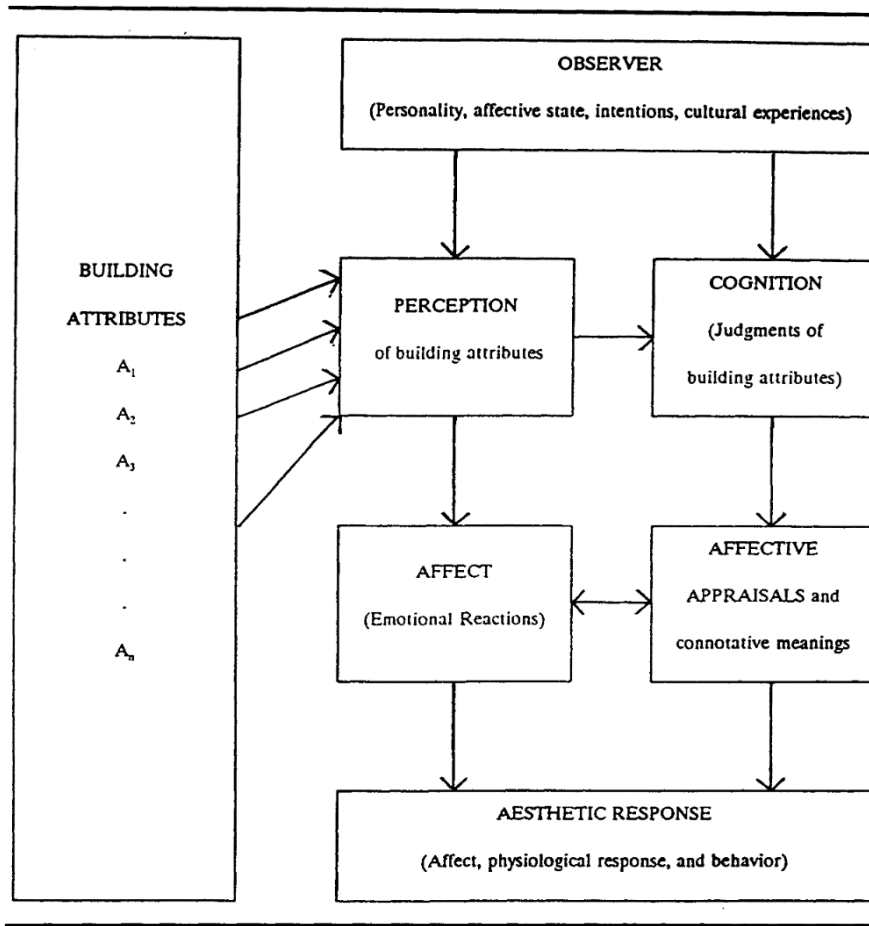 OBSERVER
(Personality, affective state, intentions, cultural experiences)
BUILDING
ATTRIBUTES
A₁
A₂
A₃
.
.
.
Aₙ
PERCEPTION
of building attributes
COGNITION
(Judgments of
building attributes)
AFFECT
(Emotional Reactions)
AFFECTIVE
APPRAISALS and
connotative meanings
AESTHETIC RESPONSE
(Affect, physiological response, and behavior)